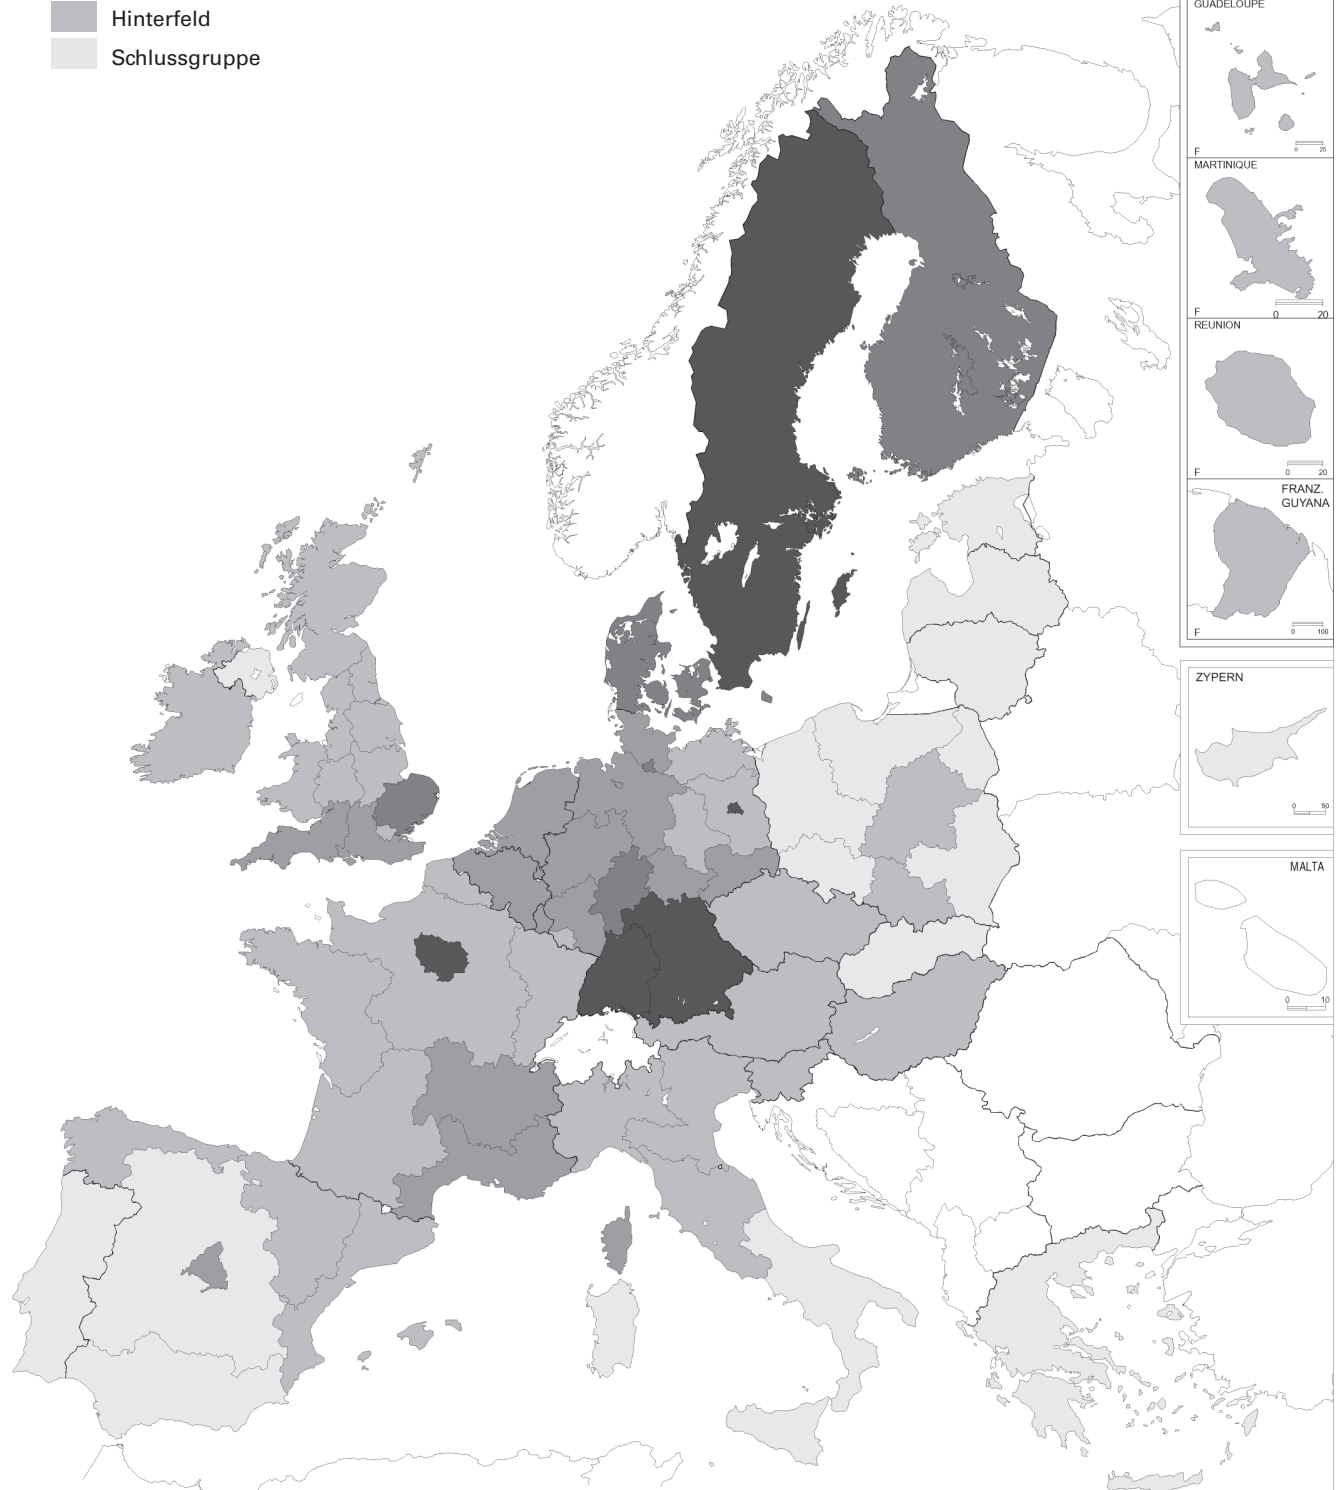 Hinterfeld
Schlussgruppe
GUADELOUPE
0 25
F
MARTINIQUE
0 20
F
REUNION
0 20
F
FRANZ.
GUYANA
0 100
F
ZYPERN
0 50
MALTA
0 10